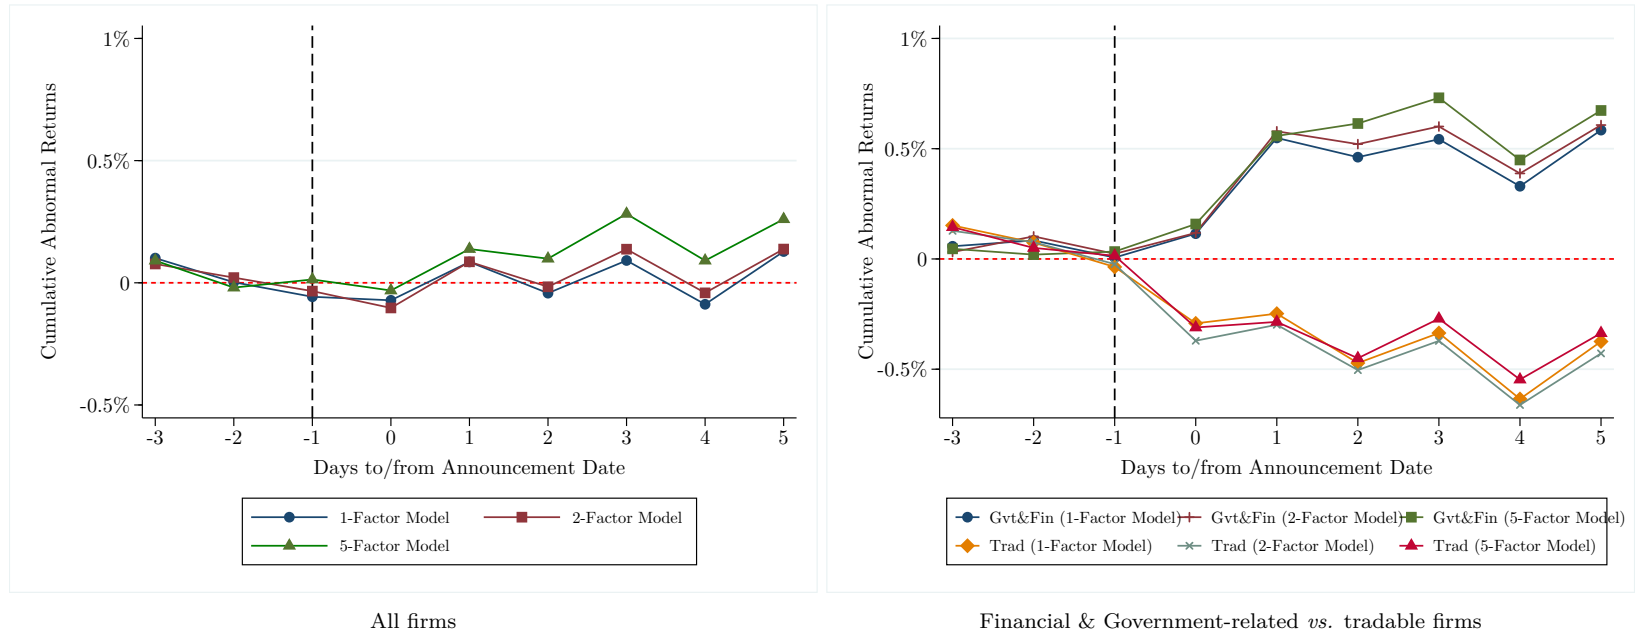 Cumulative Abnormal Returns
1%
0.5%
0
-0.5%
-3 -2 -1 0 1 2 3 4 5
Days to/from Announcement Date
1-Factor Model 2-Factor Model
5-Factor Model
All firms
Cumulative Abnormal Returns
1%
0.5%
0
-0.5%
-3 -2 -1 0 1 2 3 4 5
Days to/from Announcement Date
Gvt&Fin (1-Factor Model) Gvt&Fin (2-Factor Model) Gvt&Fin (5-Factor Model)
Trad (1-Factor Model) Trad (2-Factor Model) Trad (5-Factor Model)
Financial & Government-related vs. tradable firms